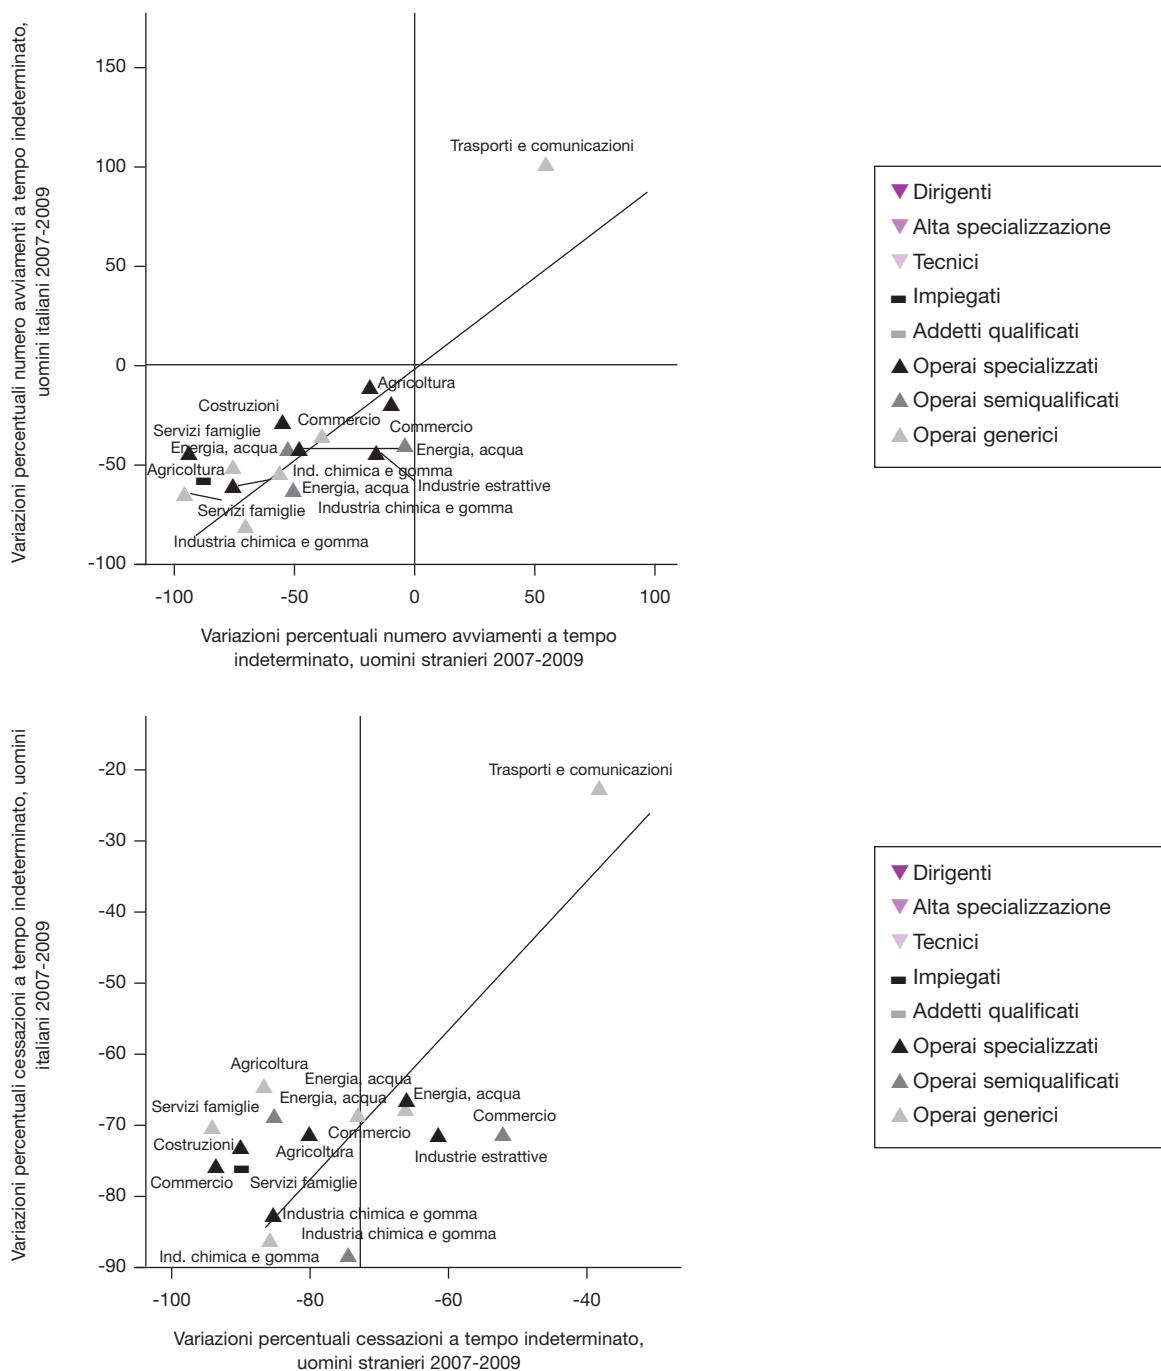 Variazioni percentuali numero avviamenti a tempo indeterminato,
uomini italiani 2007-2009
150
100
50
0
-50
-100
Trasporti e comunicazioni
Agricoltura
Costruzioni
Commercio
Commercio
Servizi famiglie
Energia, acqua
Energia, acqua
Agricoltura
Ind. chimica e gomma
Energia, acqua
Industrie estrattive
Servizi famiglie
Industria chimica e gomma
Industria chimica e gomma
-100
-50
0
50
100
Variazioni percentuali numero avviamenti a tempo
indeterminato, uomini stranieri 2007-2009
Dirigenti
Alta specializzazione
Tecnici
Impiegati
Addetti qualificati
Operai specializzati
Operai semiqualificati
Operai generici
Variazioni percentuali cessazioni a tempo indeterminato, uomini
italiani 2007-2009
-20
-30
-40
-50
-60
-70
-80
-90
Trasporti e comunicazioni
Agricoltura
Energia, acqua
Energia, acqua
Energia, acqua
Servizi famiglie
Commercio
Costruzioni
Commercio
Agricoltura
Industrie estrattive
Commercio
Servizi famiglie
Industria chimica e gomma
Industria chimica e gomma
Ind. chimica e gomma
-100
-80
-60
-40
Variazioni percentuali cessazioni a tempo indeterminato,
uomini stranieri 2007-2009
Dirigenti
Alta specializzazione
Tecnici
Impiegati
Addetti qualificati
Operai specializzati
Operai semiqualificati
Operai generici